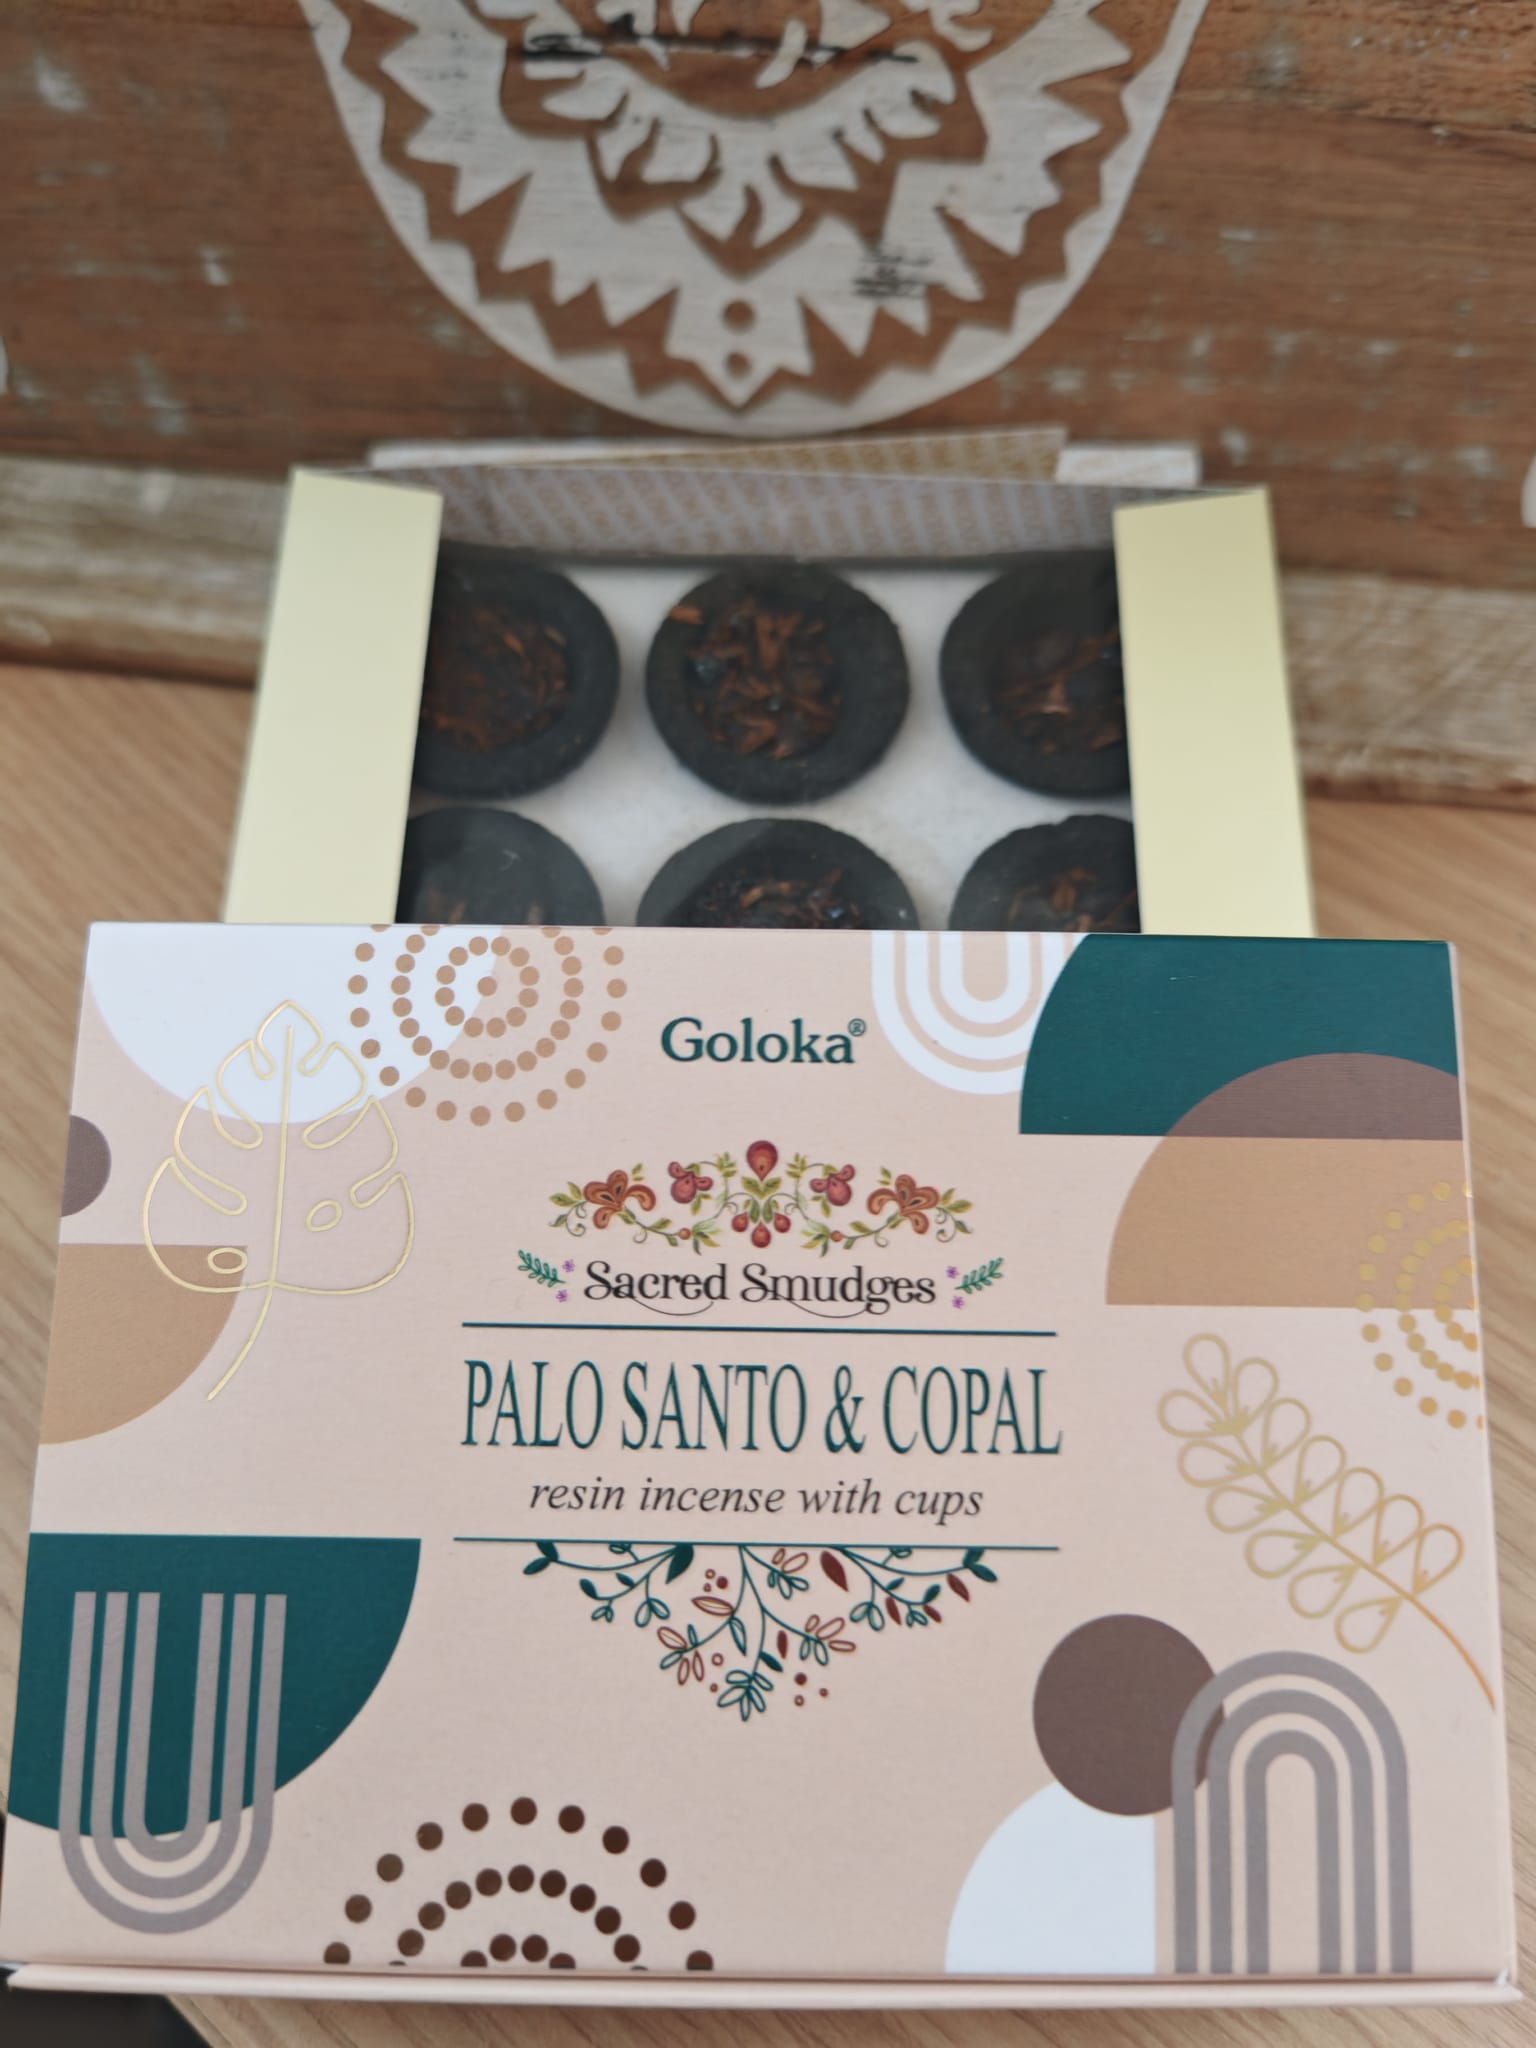 Goloka®
Sacred Smudges
PALO SANTO & COPAL
resin incense with cups